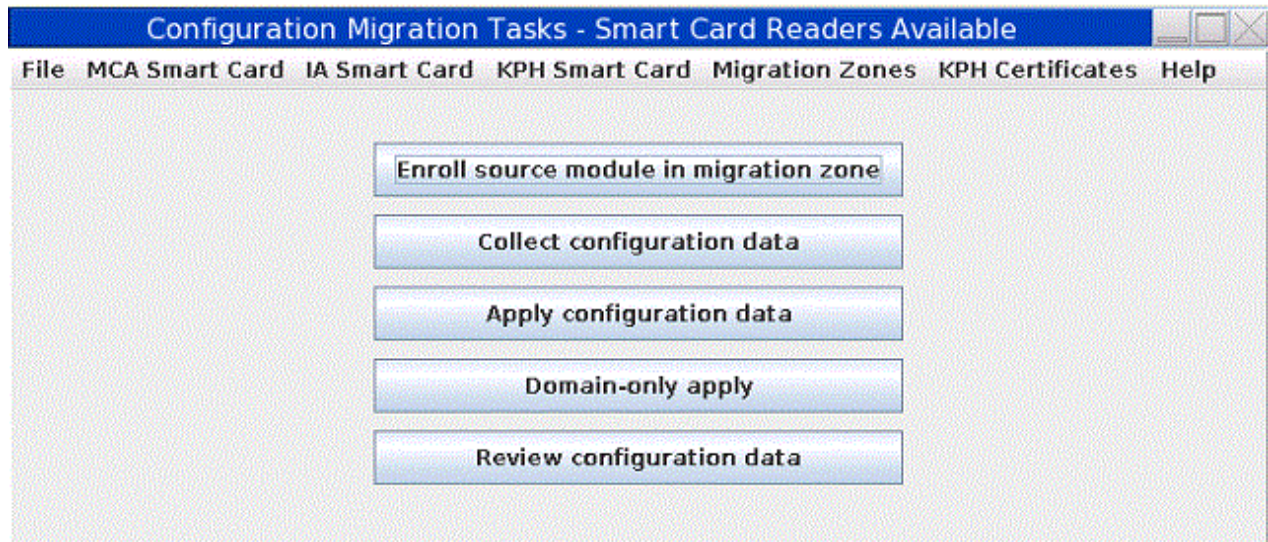 Configuration Migration Tasks - Smart Card Readers Available
File MCA Smart Card IA Smart Card KPH Smart Card Migration Zones KPH Certificates Help
Enroll source module in migration zone
Collect configuration data
Apply configuration data
Domain-only apply
Review configuration data